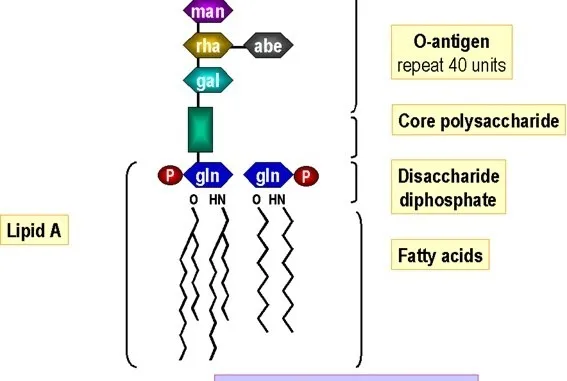 man
rha
abe
gal
O-antigen
repeat 40 units
Core polysaccharide
P
gln
gln
P
Disaccharide
diphosphate
O HN
O HN
Lipid A
Fatty acids